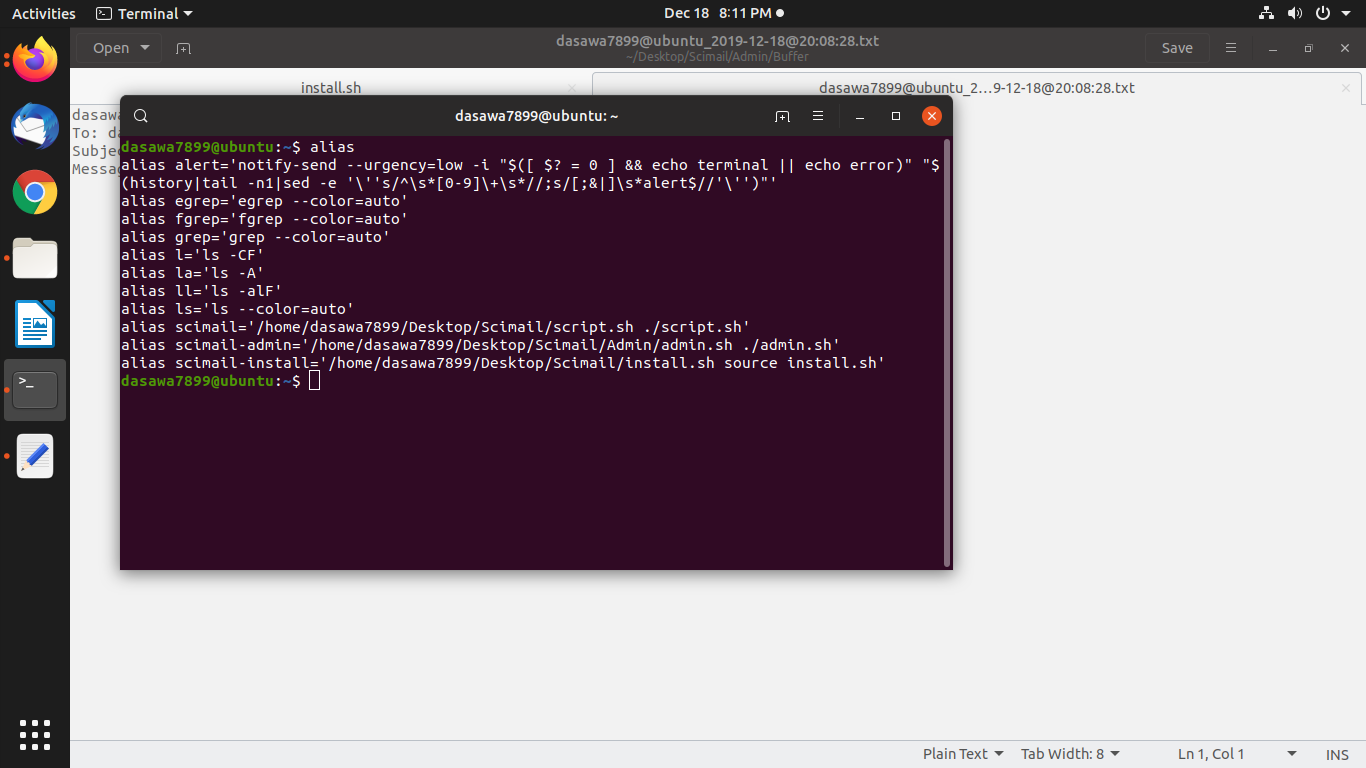 Activities Terminal Dec 18 8:11 PM
Open dasawa7899@ubuntu_2019-12-18@20:08:28.txt Save
~/Desktop/Scimail/Admin/Buffer
install.sh dasawa7899@ubuntu_2…9-12-18@20:08:28.txt
To:
dasawa7899@ubuntu: ~
dasawa7899@ubuntu:~$ alias
alias alert='notify-send --urgency=low -i "$([ $? = 0 ] && echo terminal || echo error)" "$
(history|tail -n1|sed -e '\''s/^\s*[0-9]\+\s*//;s/[;&|]\s*alert$//'\'')"'
alias egrep='egrep --color=auto'
alias fgrep='fgrep --color=auto'
alias grep='grep --color=auto'
alias l='ls -CF'
alias la='ls -A'
alias ll='ls -alF'
alias ls='ls --color=auto'
alias scimail='/home/dasawa7899/Desktop/Scimail/script.sh ./script.sh'
alias scimail-admin='/home/dasawa7899/Desktop/Scimail/Admin/admin.sh ./admin.sh'
alias scimail-install='/home/dasawa7899/Desktop/Scimail/install.sh source install.sh'
dasawa7899@ubuntu:~$
Plain Text Tab Width: 8 Ln 1, Col 1 INS